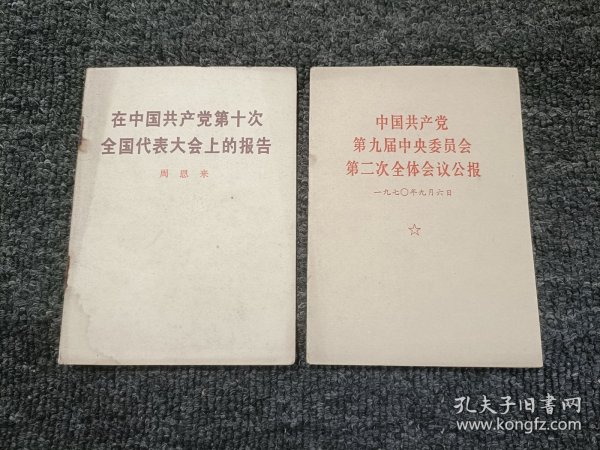 在中国共产党第十次
全国代表大会上的报告
周恩来
中国共产党
第九届中央委员会
第二次全体会议公报
一九七〇年九月六日
孔夫子旧书网
www.kongfz.com